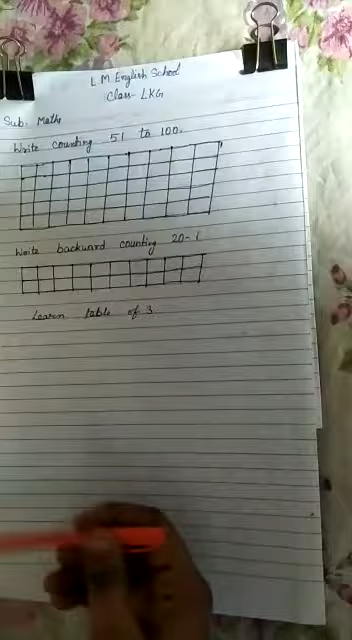 L M English School
Class- LKG
Sub: Maths
Write counting 51 to 100.
Write backward counting 20-1
Learn table of 3